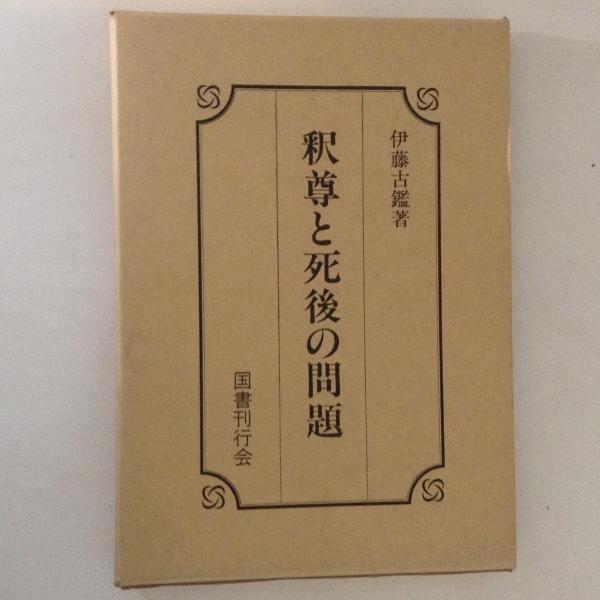 伊藤古鑑著
釈尊と死後の問題
国書刊行会